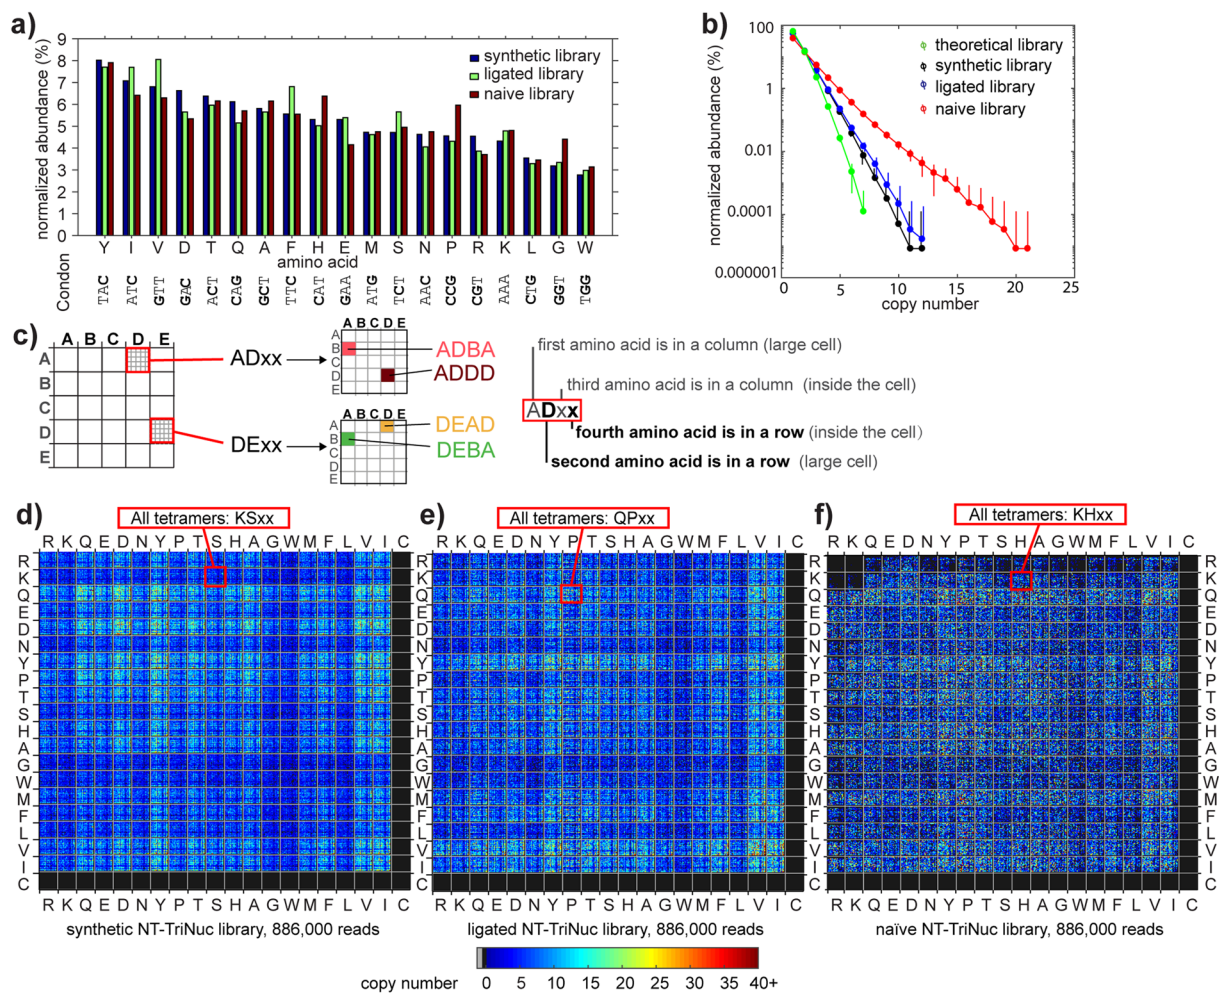 a)
normalized abundance (%)
9
8
7
6
5
4
3
2
1
0
synthetic library
ligated library
naive library
Y I V D T Q A F H E M S N P R K L G W
amino acid
Condon
TAC ATC GTT GAC ACT CAG GCT TTC CAT GAA ATG TCT AAC CCG CGT AAA CTG GGT TGG
b)
normalized abundance (%)
100
1
0.01
0.0001
0.000001
theoretical library
synthetic library
ligated library
naive library
0 5 10 15 20 25
copy number
c)
A B C D E
A
B
C
D
E
ADxx
DExx
A B C D E
A
B
C
D
E
ADBA
ADDD
A B C D E
A
B
C
D
E
DEAD
DEBA
first amino acid is in a column (large cell)
third amino acid is in a column (inside the cell)
ADxx
fourth amino acid is in a row (inside the cell)
second amino acid is in a row (large cell)
d)
All tetramers: KSxx
R K Q E D N Y P T S H A G W M F L V I C
R
K
Q
E
D
N
Y
P
T
S
H
A
G
W
M
F
L
V
I
C
R K Q E D N Y P T S H A G W M F L V I C
synthetic NT-TriNuc library, 886,000 reads
e)
All tetramers: QPxx
R K Q E D N Y P T S H A G W M F L V I C
R
K
Q
E
D
N
Y
P
T
S
H
A
G
W
M
F
L
V
I
C
R K Q E D N Y P T S H A G W M F L V I C
ligated NT-TriNuc library, 886,000 reads
f)
All tetramers: KHxx
R K Q E D N Y P T S H A G W M F L V I C
R
K
Q
E
D
N
Y
P
T
S
H
A
G
W
M
F
L
V
I
C
R K Q E D N Y P T S H A G W M F L V I C
naïve NT-TriNuc library, 886,000 reads
copy number
0 5 10 15 20 25 30 35 40+